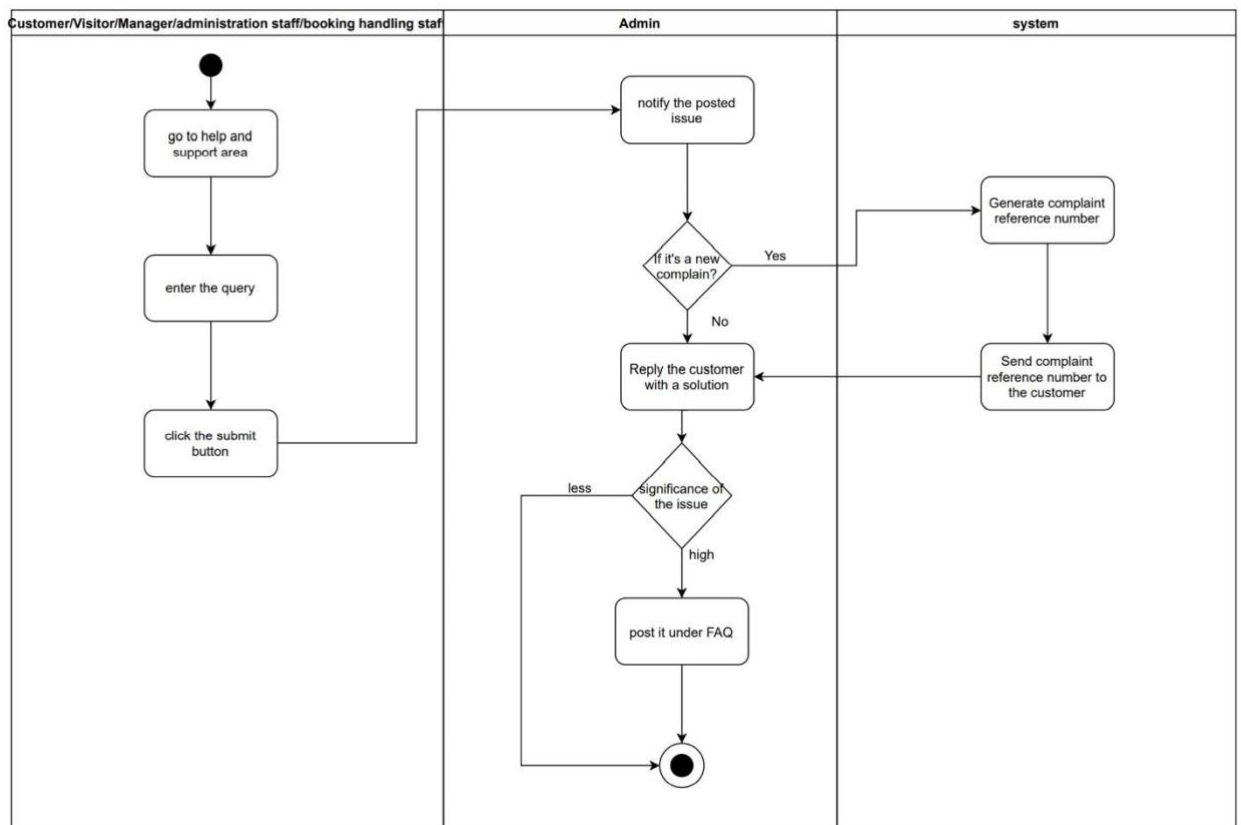 Customer/Visitor/Manager/administration staff/booking handling staf
Admin
system
go to help and
support area
enter the query
click the submit
button
notify the posted
issue
If it's a new
complain?
Yes
No
Generate complaint
reference number
Send complaint
reference number to
the customer
Reply the customer
with a solution
significance of
the issue
less
high
post it under FAQ